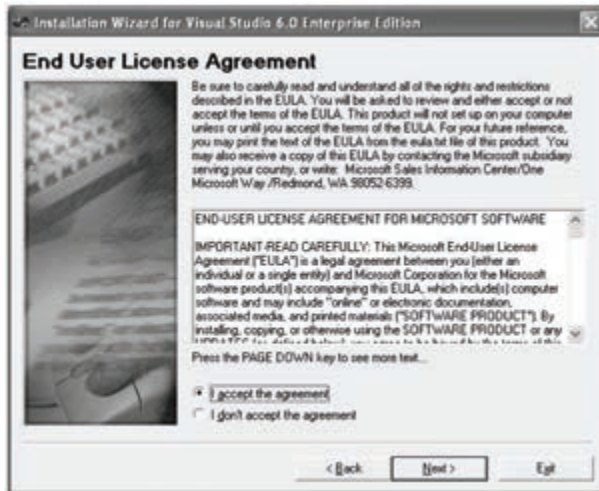 Installation Wizard for Visual Studio 6.0 Enterprise Edition
End User License Agreement
Be sure to carefully read and understand all of the rights and restrictions
described in the EULA. You will be asked to review and either accept or not
accept the terms of the EULA. This product will not set up on your computer
unless or until you accept the terms of the EULA. For your future reference,
you may print the text of the EULA from the eula.txt file of this product. You
may also receive a copy of this EULA by contacting the Microsoft subsidiary
serving your country, or write: Microsoft Sales Information Center/One
Microsoft Way /Redmond, WA 98052-6399.
END-USER LICENSE AGREEMENT FOR MICROSOFT SOFTWARE
IMPORTANT-READ CAREFULLY: This Microsoft End-User License
Agreement ("EULA") is a legal agreement between you (either an
individual or a single entity) and Microsoft Corporation for the Microsoft
software product(s) accompanying this EULA, which include(s) computer
software and may include "online" or electronic documentation,
associated media, and printed materials ("SOFTWARE PRODUCT"). By
installing, copying, or otherwise using the SOFTWARE PRODUCT or any
Press the PAGE DOWN key to see more text...
I accept the agreement
I don't accept the agreement
< Back
Next >
Exit